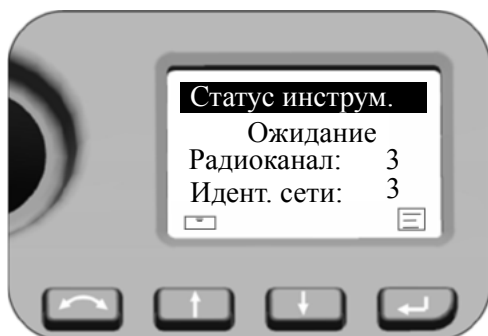 Статус инструм.
Ожидание
Радиоканал: 3
Идент. сети: 3